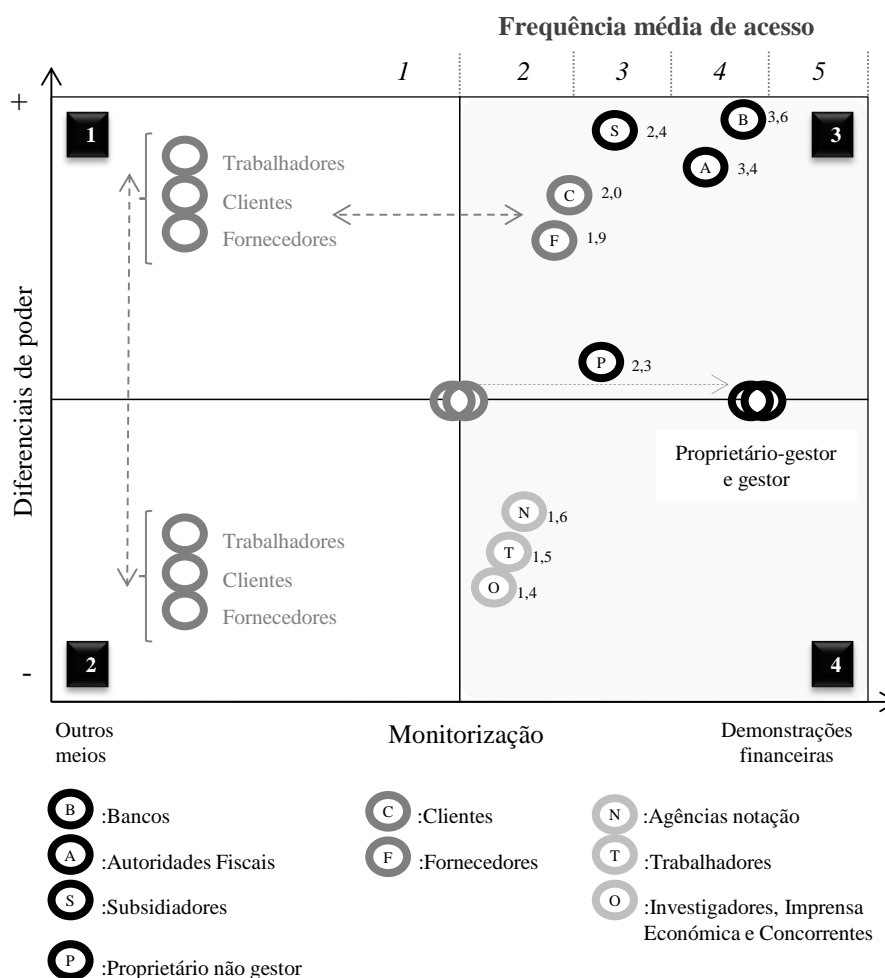 Frequência média de acesso
1 2 3 4 5
+
1
3
S 2,4
B 3,6
A 3,4
C 2,0
F 1,9
Trabalhadores
Clientes
Fornecedores
Diferenciais de poder
P 2,3
Proprietário-gestor
e gestor
N 1,6
T 1,5
O 1,4
Trabalhadores
Clientes
Fornecedores
2
4
-
Outros
meios
Monitorização
Demonstrações
financeiras
B :Bancos
A :Autoridades Fiscais
S :Subsidiadores
P :Proprietário não gestor
C :Clientes
F :Fornecedores
N :Agências notação
T :Trabalhadores
O :Investigadores, Imprensa
Económica e Concorrentes